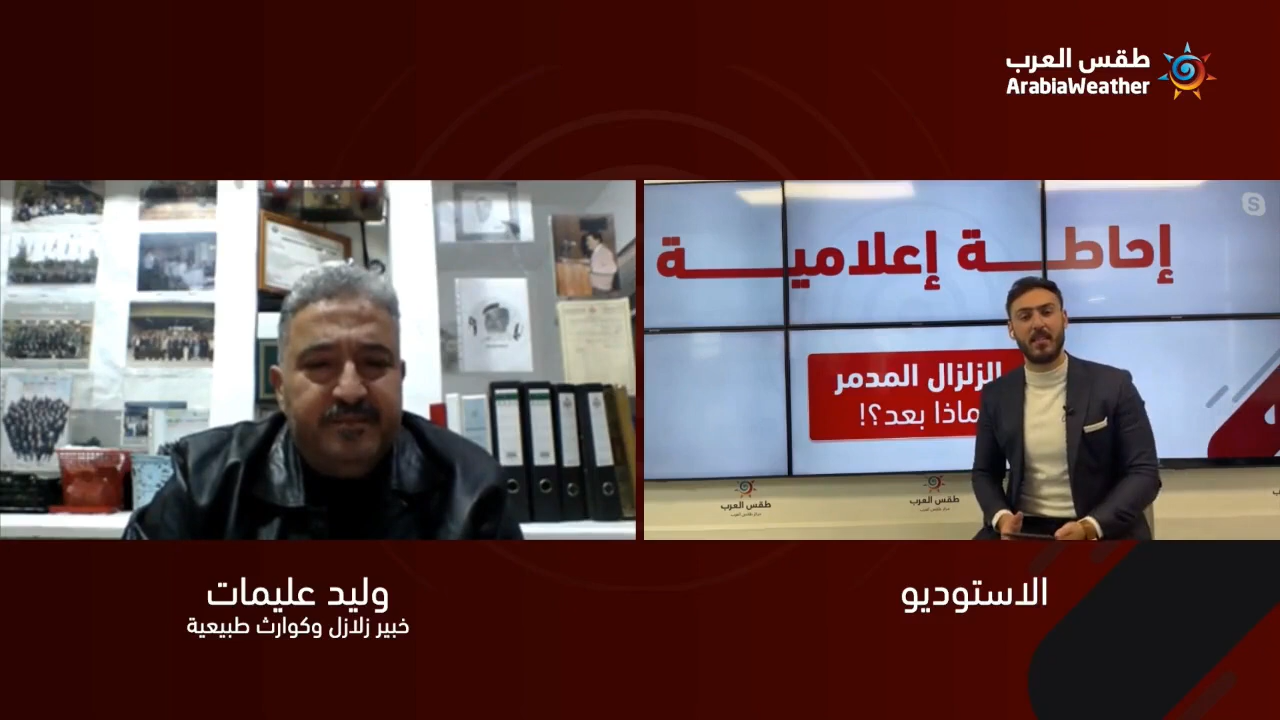 طقس العرب
ArabiaWeather
إحاطة إعلامية
الزلزال المدمر
ماذا بعد؟!
طقس العرب
طقس العرب
الاستوديو
وليد عليمات
خبير زلازل وكوارث طبيعية